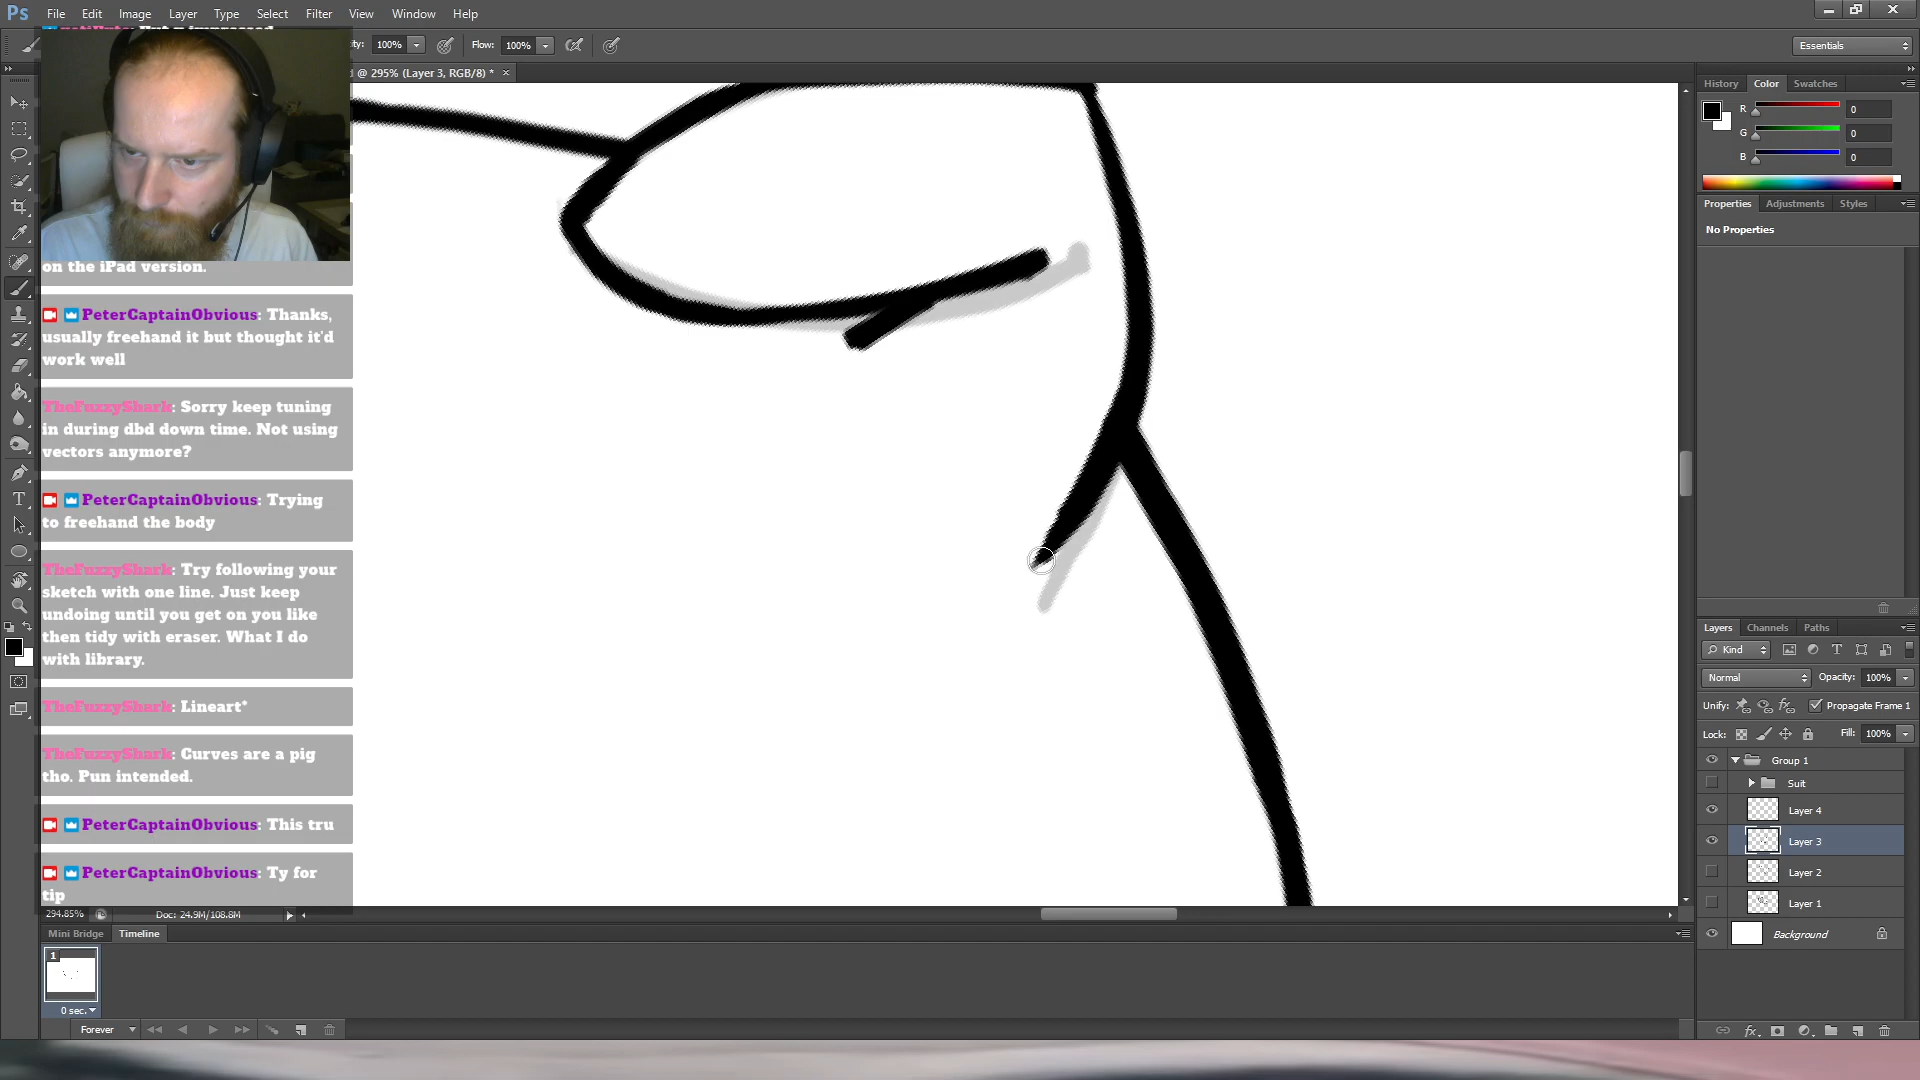 Ps File Edit Image Layer Type Select Filter View Window Help
100% Flow: 100% Essentials
d @ 295% (Layer 3, RGB/8) * ×
on the iPad version.
PeterCaptainObvious: Thanks,
usually freehand it but thought it'd
work well
TheFuzzyShark: Sorry keep tuning
in during dbd down time. Not using
vectors anymore?
PeterCaptainObvious: Trying
to freehand the body
TheFuzzyShark: Try following your
sketch with one line. Just keep
undoing until you get on you like
then tidy with eraser. What I do
with library.
TheFuzzyShark: Lineart*
TheFuzzyShark: Curves are a pig
tho. Pun intended.
PeterCaptainObvious: This tru
PeterCaptainObvious: Ty for
tip
294.85% Doc: 24.9M/108.8M
Mini Bridge Timeline
1
0 sec.
Forever
History Color Swatches
R 0
G 0
B 0
Properties Adjustments Styles
No Properties
Layers Channels Paths
Kind
Normal Opacity: 100%
Unify: Propagate Frame 1
Lock: Fill: 100%
Group 1
Suit
Layer 4
Layer 3
Layer 2
Layer 1
Background